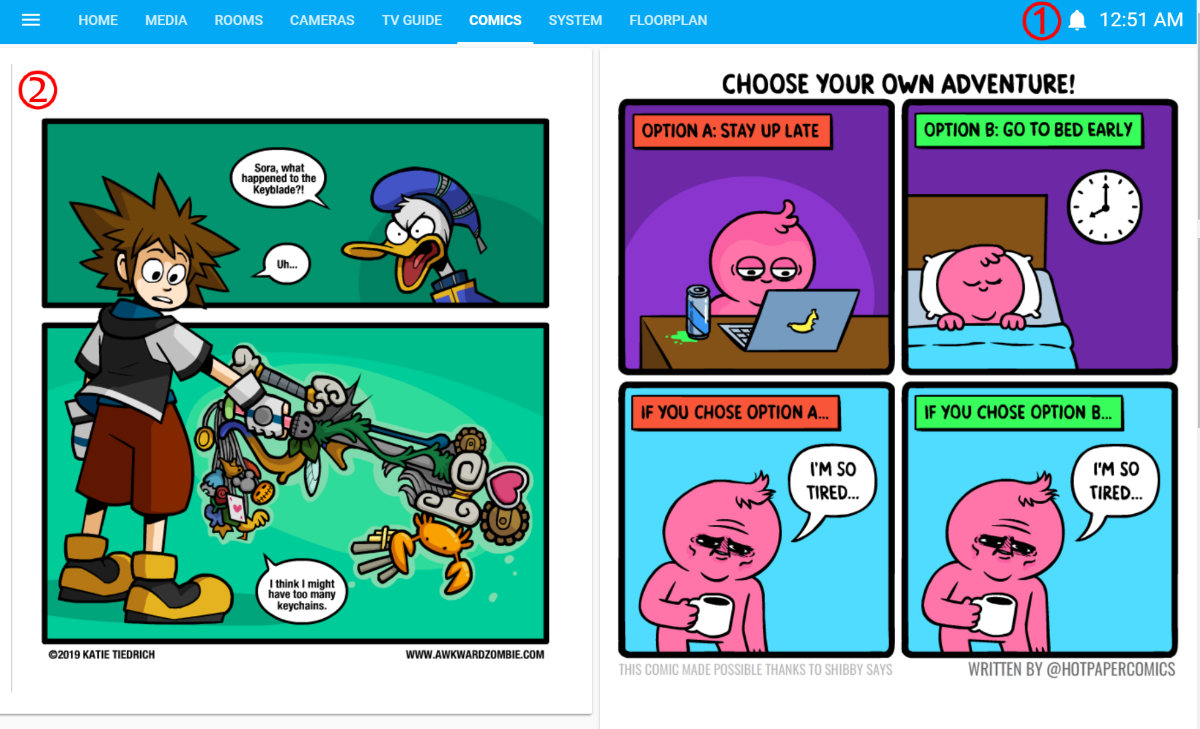 HOME MEDIA ROOMS CAMERAS TV GUIDE COMICS SYSTEM FLOORPLAN 1 12:51 AM
2
Sora, what
happened to the
Keyblade?!
Uh...
I think I might
have too many
keychains.
©2019 KATIE TIEDRICH WWW.AWKWARDZOMBIE.COM
CHOOSE YOUR OWN ADVENTURE!
OPTION A: STAY UP LATE
OPTION B: GO TO BED EARLY
IF YOU CHOSE OPTION A...
I'M SO
TIRED...
IF YOU CHOSE OPTION B...
I'M SO
TIRED...
THIS COMIC MADE POSSIBLE THANKS TO SHIBBY SAYS WRITTEN BY @HOTPAPERCOMICS